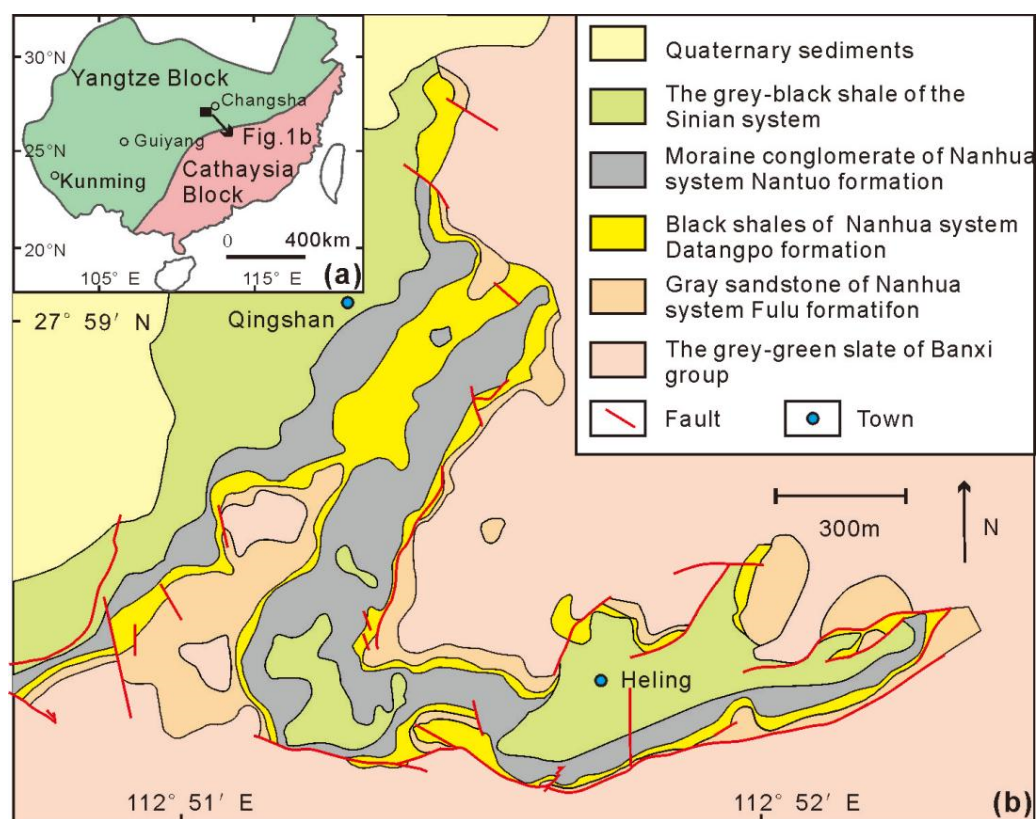 30°N
25°N
20°N
105° E
115° E
Yangtze Block
Changsha
Guiyang
Fig.1b
Kunming
Cathaysia
Block
0
400km
(a)
Quaternary sediments
The grey-black shale of the
Sinian system
Moraine conglomerate of Nanhua
system Nantuo formation
Black shales of Nanhua system
Datangpo formation
Gray sandstone of Nanhua
system Fulu formatifon
The grey-green slate of Banxi
group
Fault
Town
27° 59′ N
Qingshan
300m
N
Heling
112° 51′ E
112° 52′ E
(b)